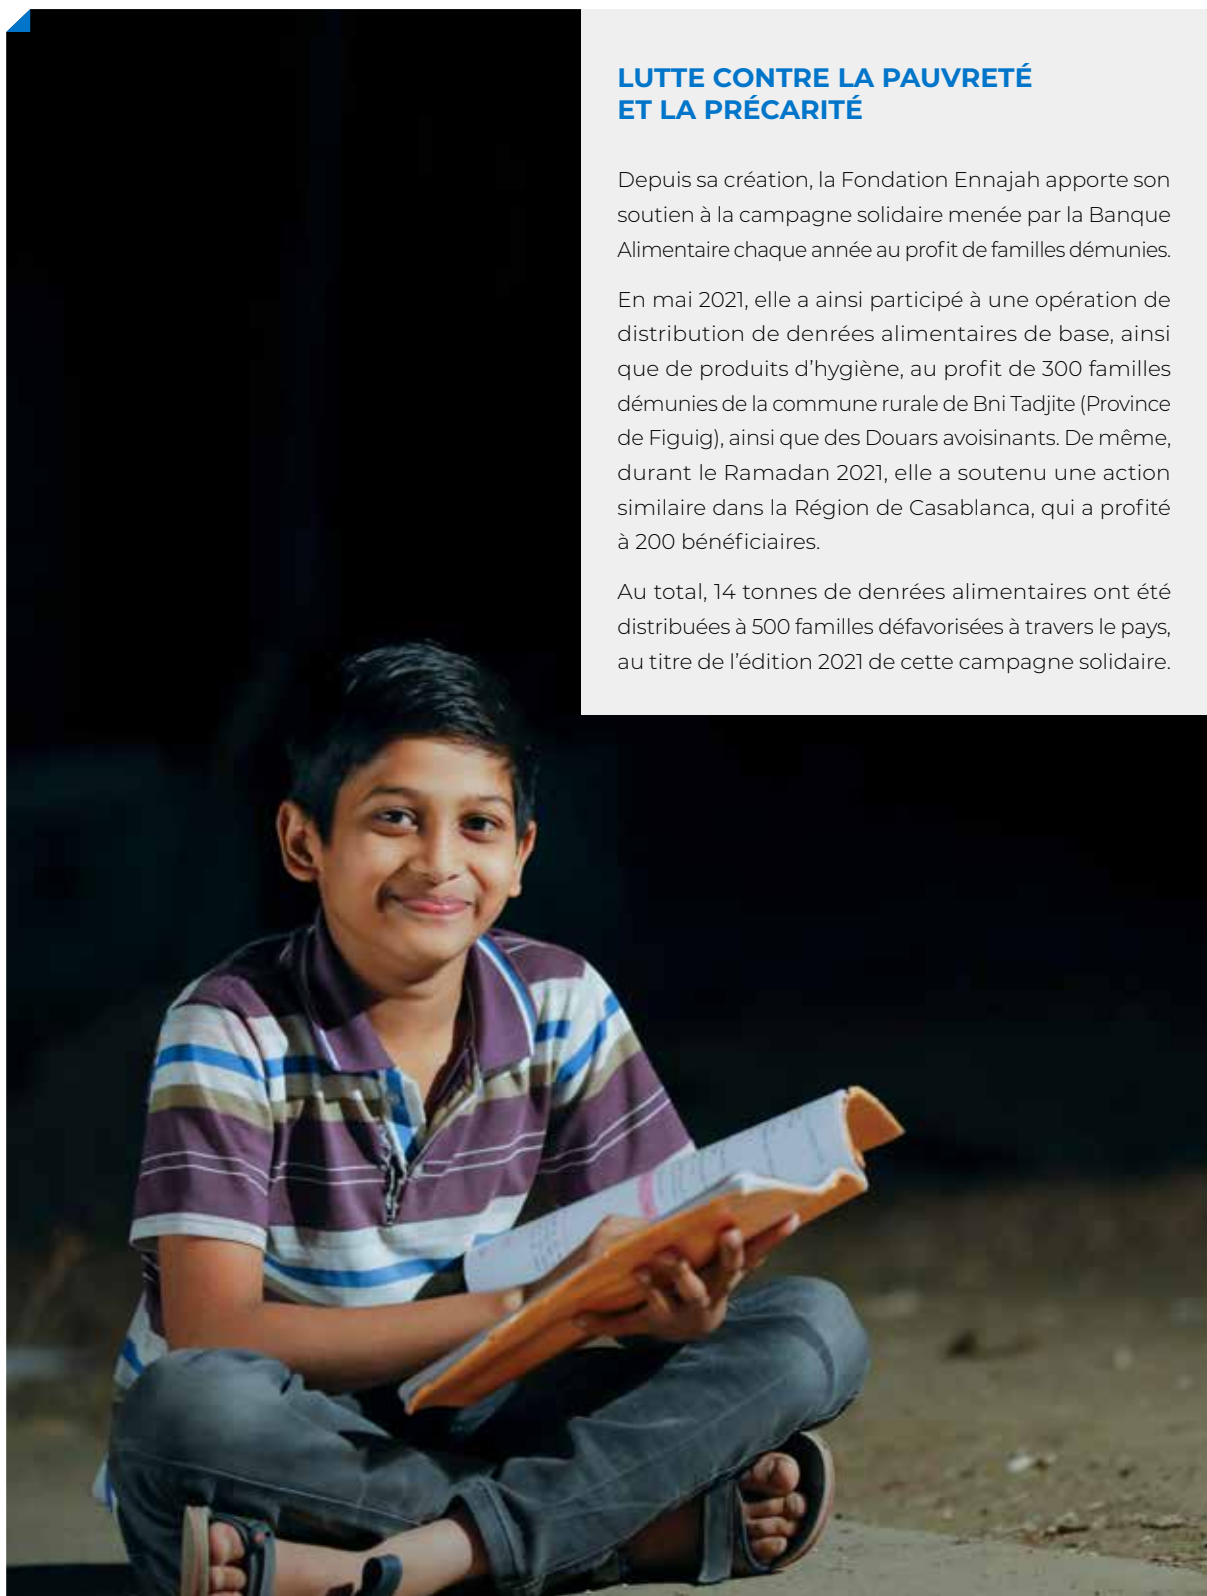 LUTTE CONTRE LA PAUVRETÉ
ET LA PRÉCARITÉ
Depuis sa création, la Fondation Ennajah apporte son
soutien à la campagne solidaire menée par la Banque
Alimentaire chaque année au profit de familles démunies.
En mai 2021, elle a ainsi participé à une opération de
distribution de denrées alimentaires de base, ainsi
que de produits d'hygiène, au profit de 300 familles
démunies de la commune rurale de Bni Tadjite (Province
de Figuig), ainsi que des Douars avoisinants. De même,
durant le Ramadan 2021, elle a soutenu une action
similaire dans la Région de Casablanca, qui a profité
à 200 bénéficiaires.
Au total, 14 tonnes de denrées alimentaires ont été
distribuées à 500 familles défavorisées à travers le pays,
au titre de l'édition 2021 de cette campagne solidaire.